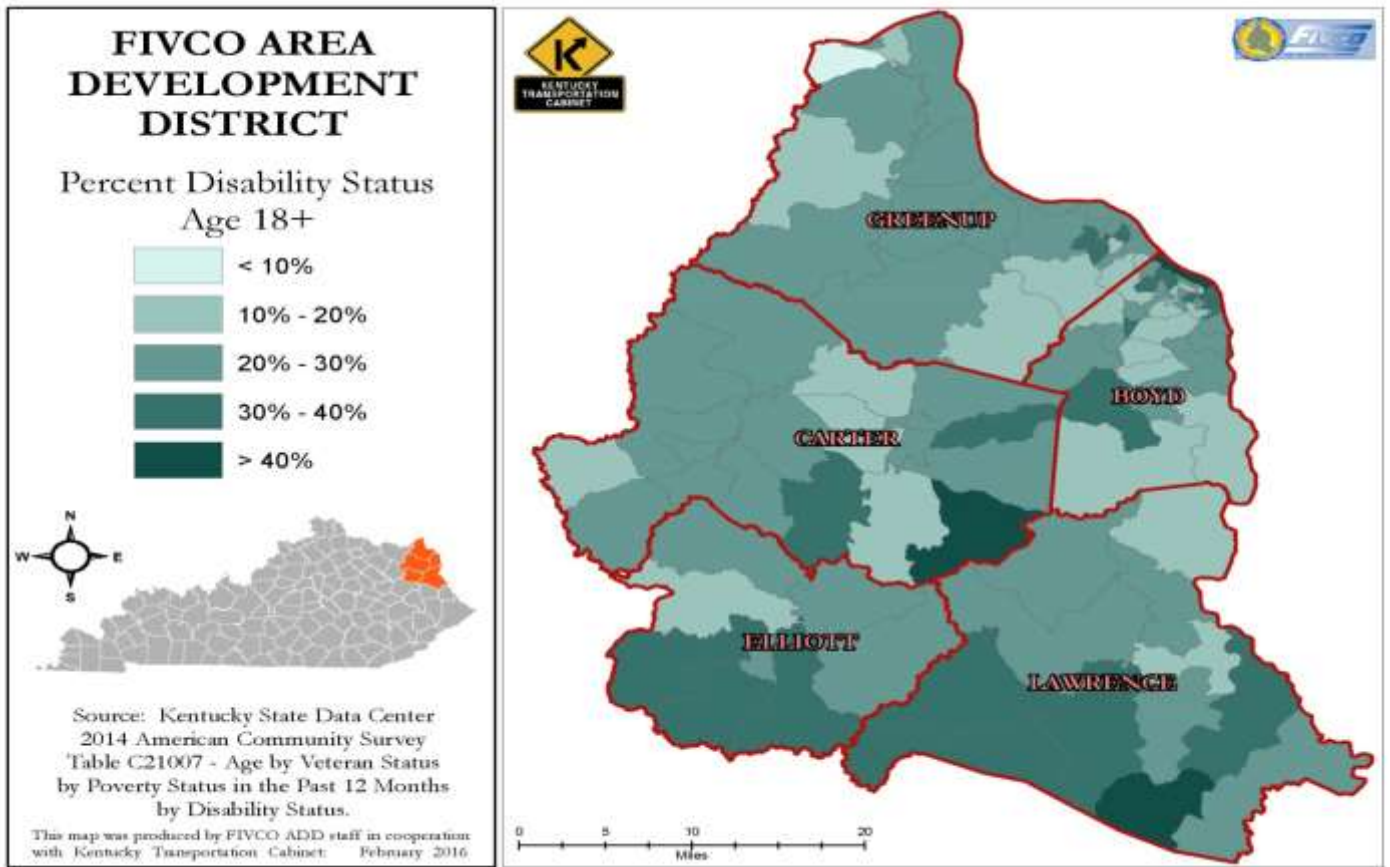 FIVCO AREA
DEVELOPMENT
DISTRICT
Percent Disability Status
Age 18+
< 10%
10% - 20%
20% - 30%
30% - 40%
> 40%
N
W E
S
Source: Kentucky State Data Center
2014 American Community Survey
Table C21007 - Age by Veteran Status
by Poverty Status in the Past 12 Months
by Disability Status.
This map was produced by FIVCO ADD staff in cooperation
with Kentucky Transportation Cabinet: February 2016
KENTUCKY
TRANSPORTATION
CABINET
FIVCO
GREENUP
BOYD
CARTER
ELLIOTT
LAWRENCE
0 5 10 20
Miles